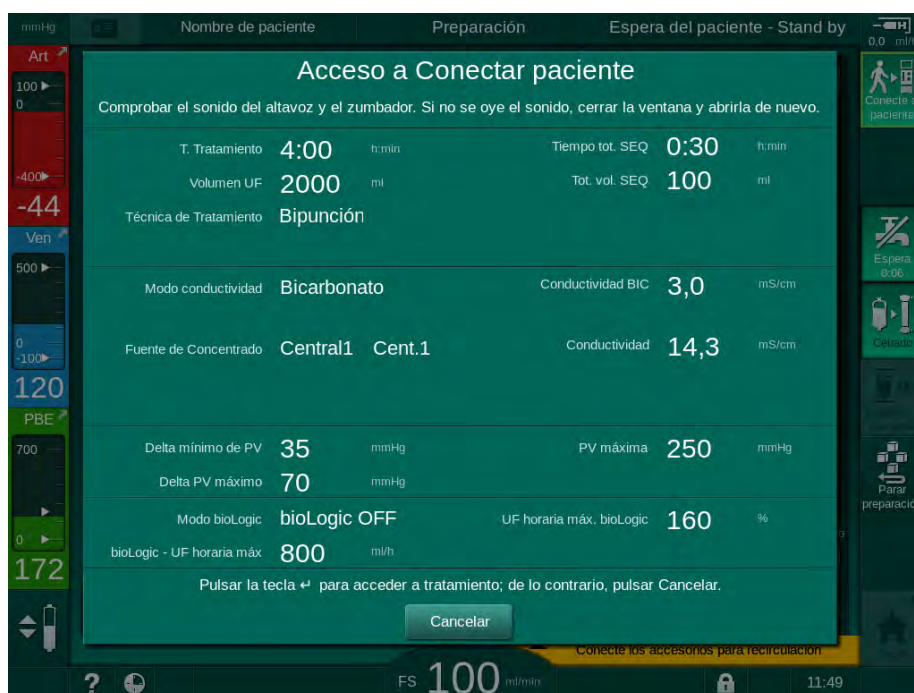 mmHg
Nombre de paciente Preparación Espera del paciente - Stand by
0,0 ml/h
Art
100
0
-400
-44
Ven
500
0
-100
120
PBE
700
0
172
Acceso a Conectar paciente
Comprobar el sonido del altavoz y el zumbador. Si no se oye el sonido, cerrar la ventana y abrirla de nuevo.
T. Tratamiento 4:00 h:min Tiempo tot. SEQ 0:30 h:min
Volumen UF 2000 ml Tot. vol. SEQ 100 ml
Técnica de Tratamiento Bipunción
Modo conductividad Bicarbonato Conductividad BIC 3,0 mS/cm
Fuente de Concentrado Central1 Cent.1 Conductividad 14,3 mS/cm
Delta mínimo de PV 35 mmHg PV máxima 250 mmHg
Delta PV máximo 70 mmHg
Modo bioLogic bioLogic OFF UF horaria máx. bioLogic 160 %
bioLogic - UF horaria máx 800 ml/h
Pulsar la tecla ↵ para acceder a tratamiento; de lo contrario, pulsar Cancelar.
Cancelar
Conecte a
paciente
Espera
0:06
Cebado
Parar
preparació
Conecte los accesorios para recirculación
? FS 100 ml/min 11:49